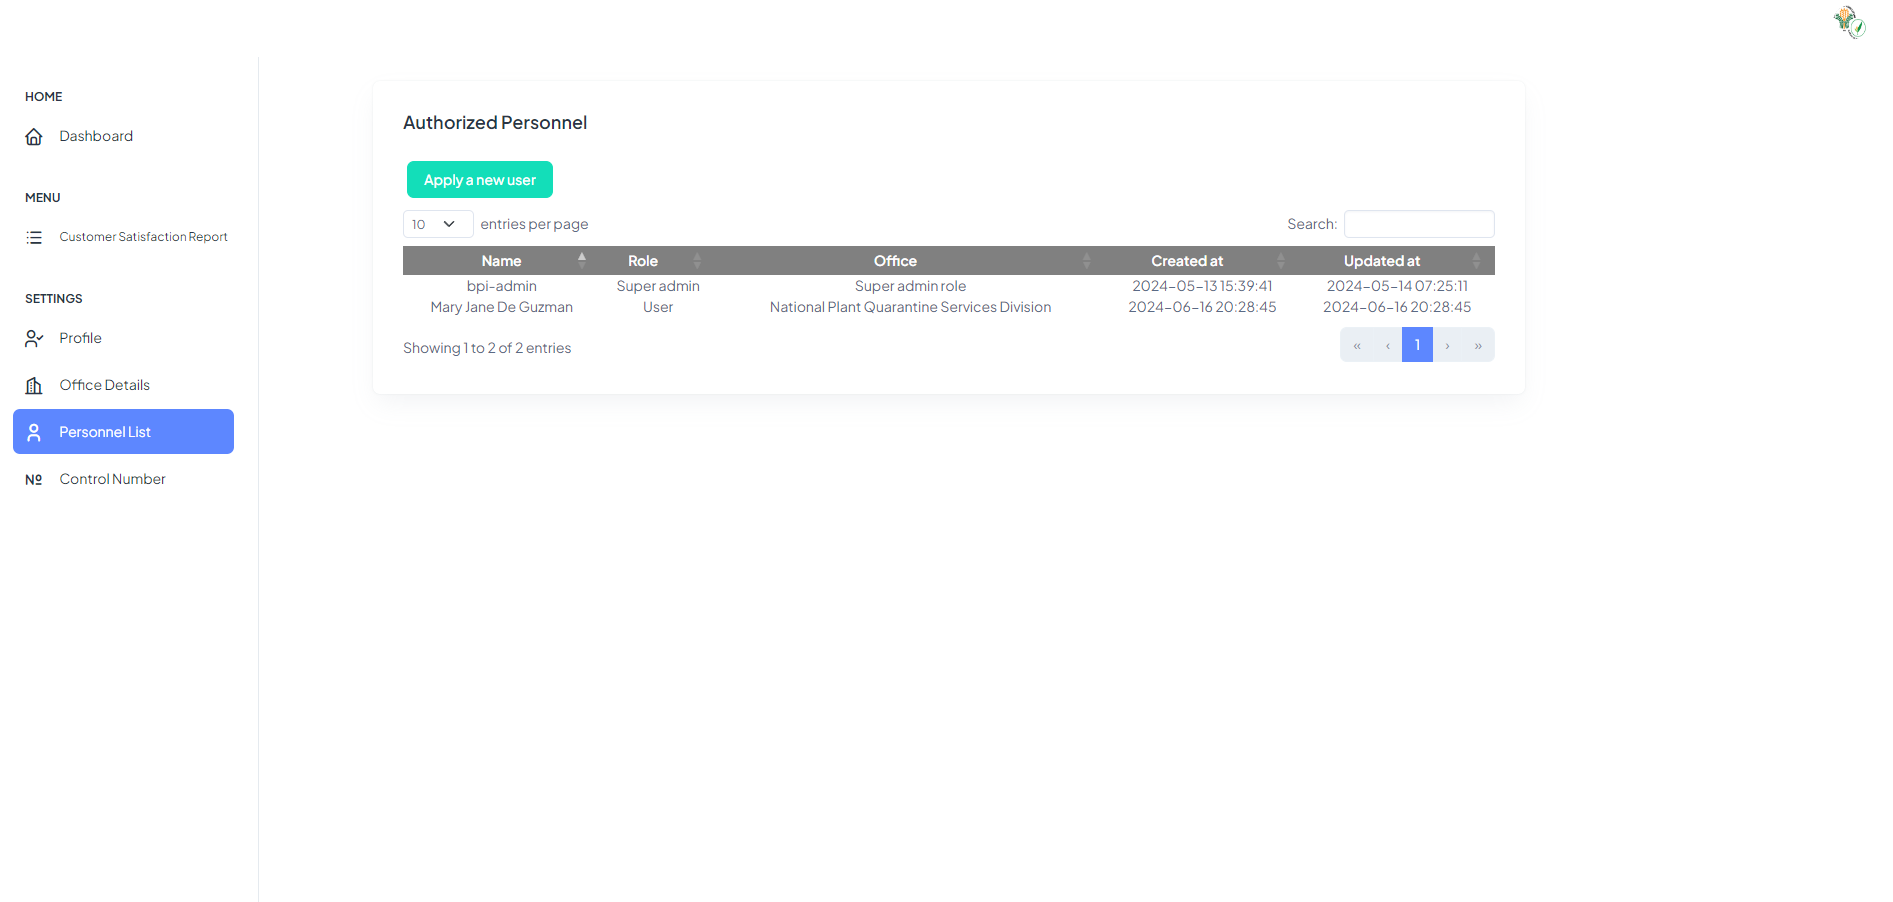 HOME
Dashboard
MENU
Customer Satisfaction Report
SETTINGS
Profile
Office Details
Personnel List
Nº Control Number
Authorized Personnel
Apply a new user
10 entries per page Search:
Name Role Office Created at Updated at
bpi-admin Super admin Super admin role 2024-05-13 15:39:41 2024-05-14 07:25:11
Mary Jane De Guzman User National Plant Quarantine Services Division 2024-06-16 20:28:45 2024-06-16 20:28:45
Showing 1 to 2 of 2 entries « ‹ 1 › »